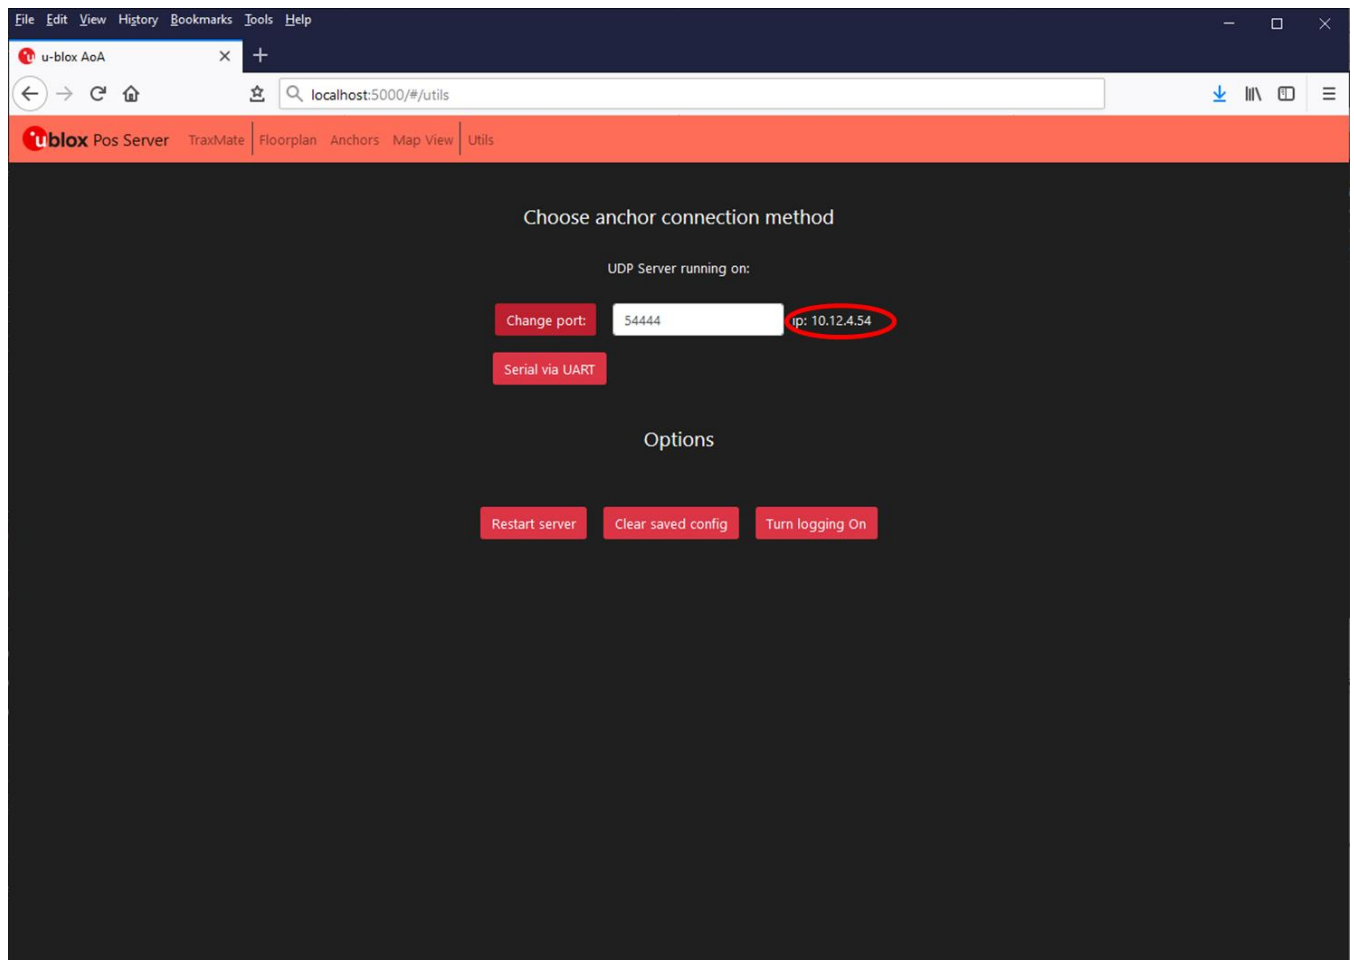 File Edit View History Bookmarks Tools Help
u-blox AoA
localhost:5000/#/utils
ublox Pos Server TraxMate Floorplan Anchors Map View Utils
Choose anchor connection method
UDP Server running on:
Change port: 54444 ip: 10.12.4.54
Serial via UART
Options
Restart server Clear saved config Turn logging On